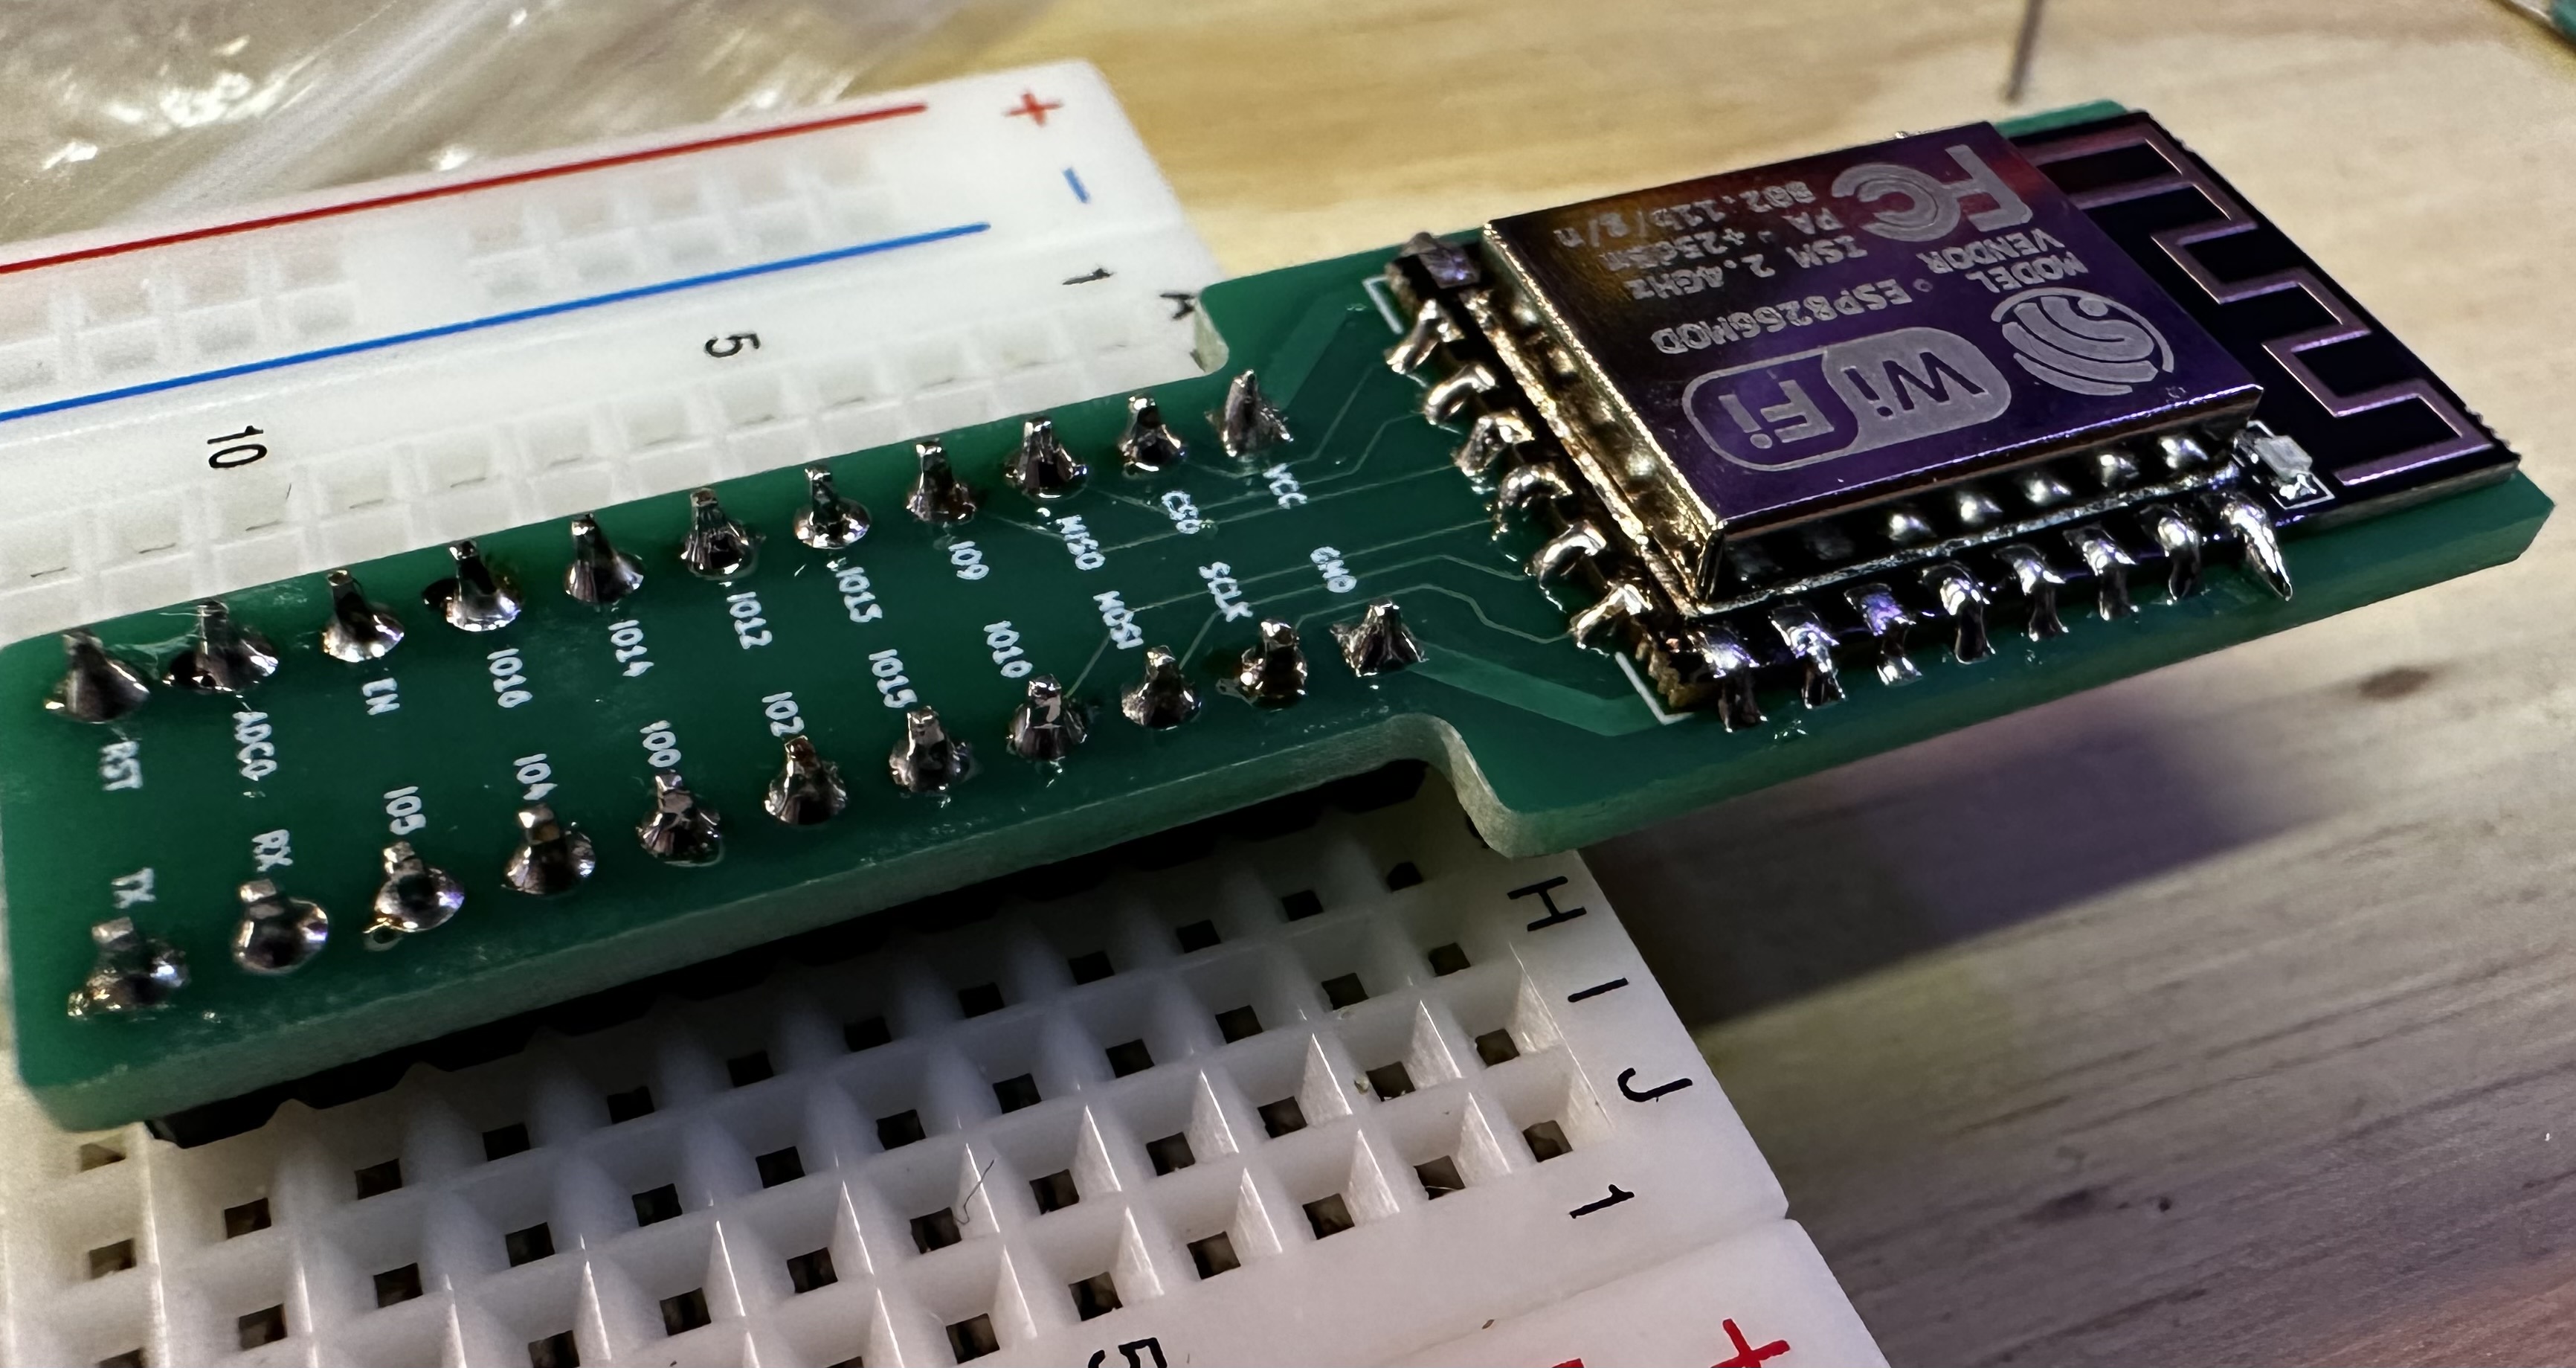 +
-
1
A
5
10
FC
802.11b/g/n
PA +25dBm
ISM 2.4GHz
MODEL ESP8266MOD
VENDOR
WiFi
VCC
CS0
MISO
IO9
IO13
IO12
IO14
IO16
EN
ADC0
RST
GND
SCLK
MOSI
IO10
IO15
IO2
IO0
IO4
IO5
RX
TX
H
I
J
1
5
+